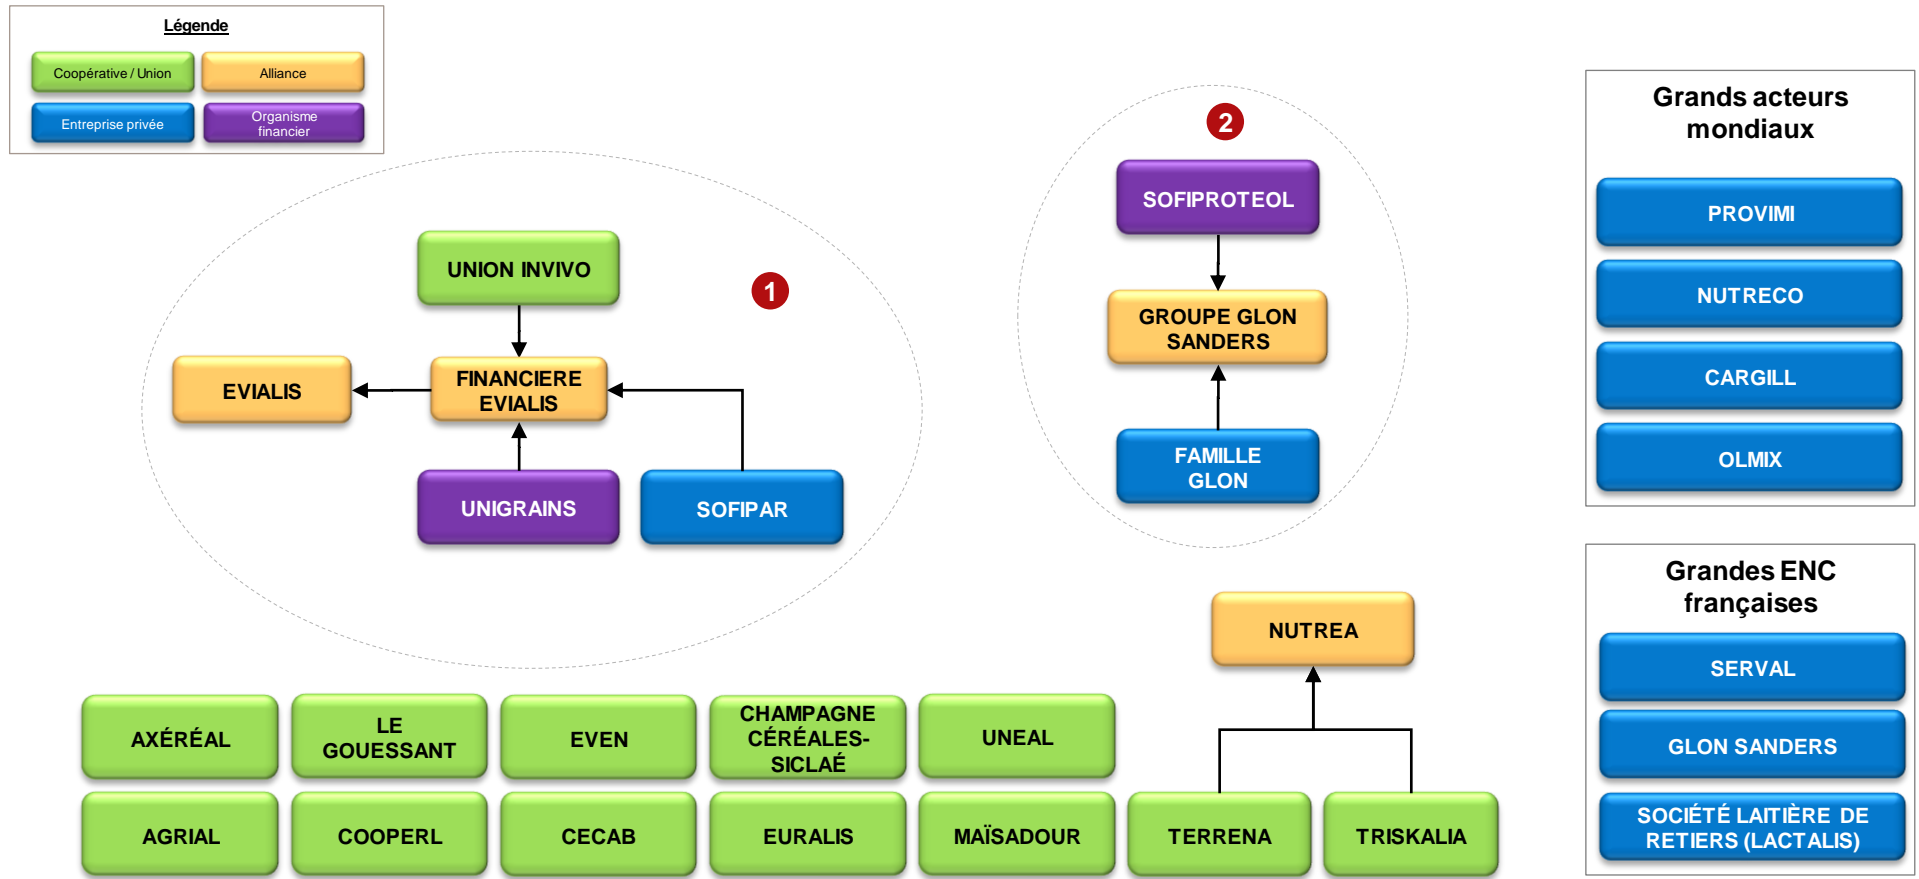 Légende
Coopérative / Union
Alliance
Entreprise privée
Organisme
financier
1
UNION INVIVO
EVIALIS
FINANCIERE
EVIALIS
UNIGRAINS
SOFIPAR
2
SOFIPROTEOL
GROUPE GLON
SANDERS
FAMILLE
GLON
Grands acteurs
mondiaux
PROVIMI
NUTRECO
CARGILL
OLMIX
Grandes ENC
françaises
SERVAL
GLON SANDERS
SOCIÉTÉ LAITIÈRE DE
RETIERS (LACTALIS)
NUTREA
AXÉRÉAL
LE
GOUESSANT
EVEN
CHAMPAGNE
CÉRÉALES-
SICLAÉ
UNEAL
AGRIAL
COOPERL
CECAB
EURALIS
MAÏSADOUR
TERRENA
TRISKALIA